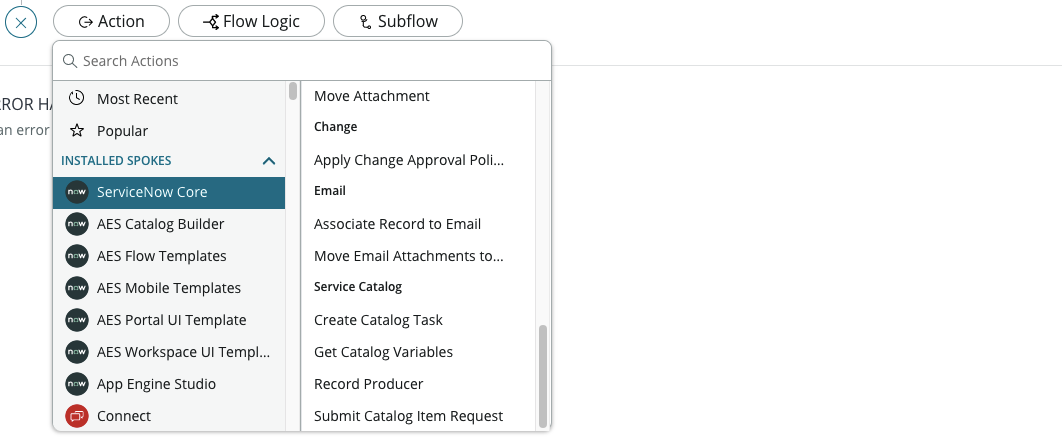 Action
Flow Logic
Subflow
Search Actions
ROR HA
an error
Most Recent
Popular
INSTALLED SPOKES
now ServiceNow Core
now AES Catalog Builder
now AES Flow Templates
now AES Mobile Templates
now AES Portal UI Template
now AES Workspace UI Templ...
now App Engine Studio
Connect
Move Attachment
Change
Apply Change Approval Poli...
Email
Associate Record to Email
Move Email Attachments to...
Service Catalog
Create Catalog Task
Get Catalog Variables
Record Producer
Submit Catalog Item Request